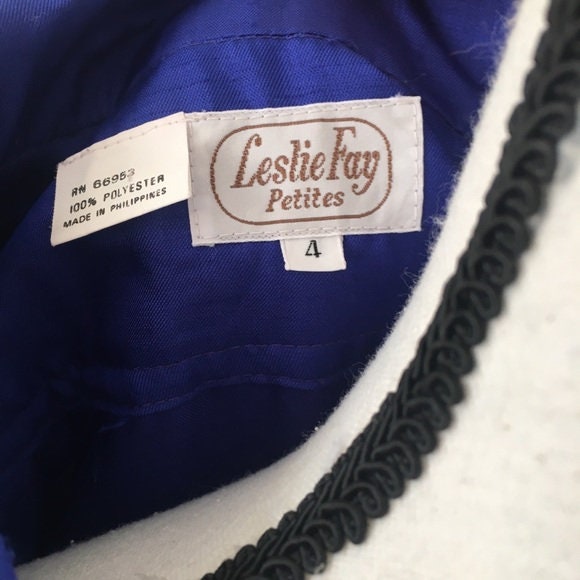 RN 66953
100% POLYESTER
MADE IN PHILIPPINES
Leslie Fay
Petites
4